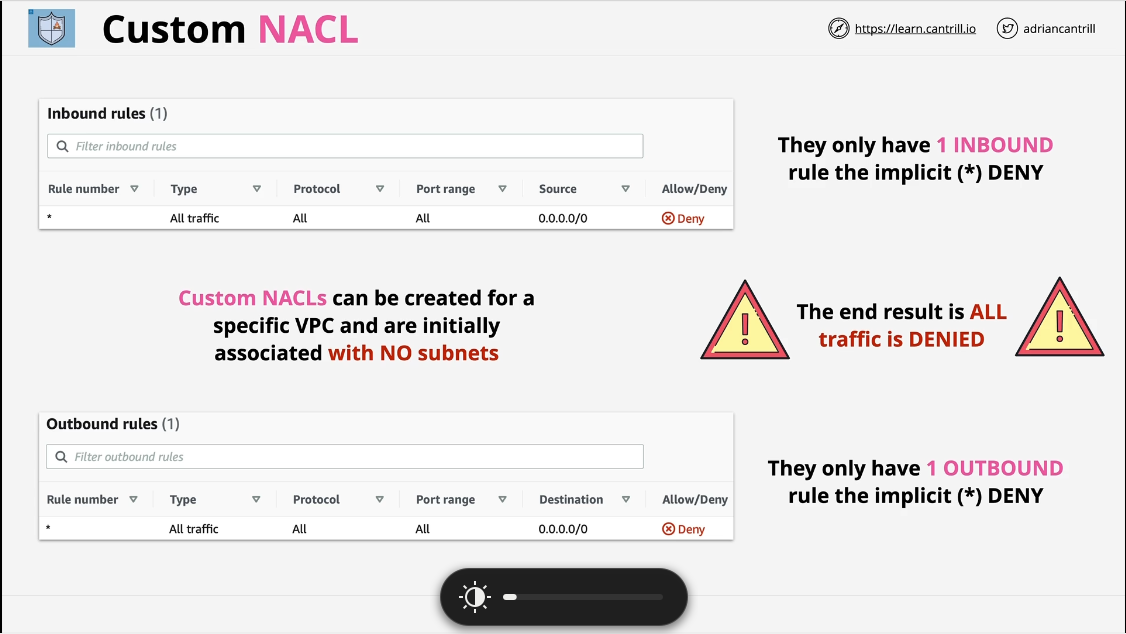 Custom NACL
https://learn.cantrill.io
adriancantrill
Inbound rules (1)
Filter inbound rules
Rule number Type Protocol Port range Source Allow/Deny
* All traffic All All 0.0.0.0/0 Deny
They only have 1 INBOUND
rule the implicit (*) DENY
Custom NACLs can be created for a
specific VPC and are initially
associated with NO subnets
The end result is ALL
traffic is DENIED
Outbound rules (1)
Filter outbound rules
Rule number Type Protocol Port range Destination Allow/Deny
* All traffic All All 0.0.0.0/0 Deny
They only have 1 OUTBOUND
rule the implicit (*) DENY